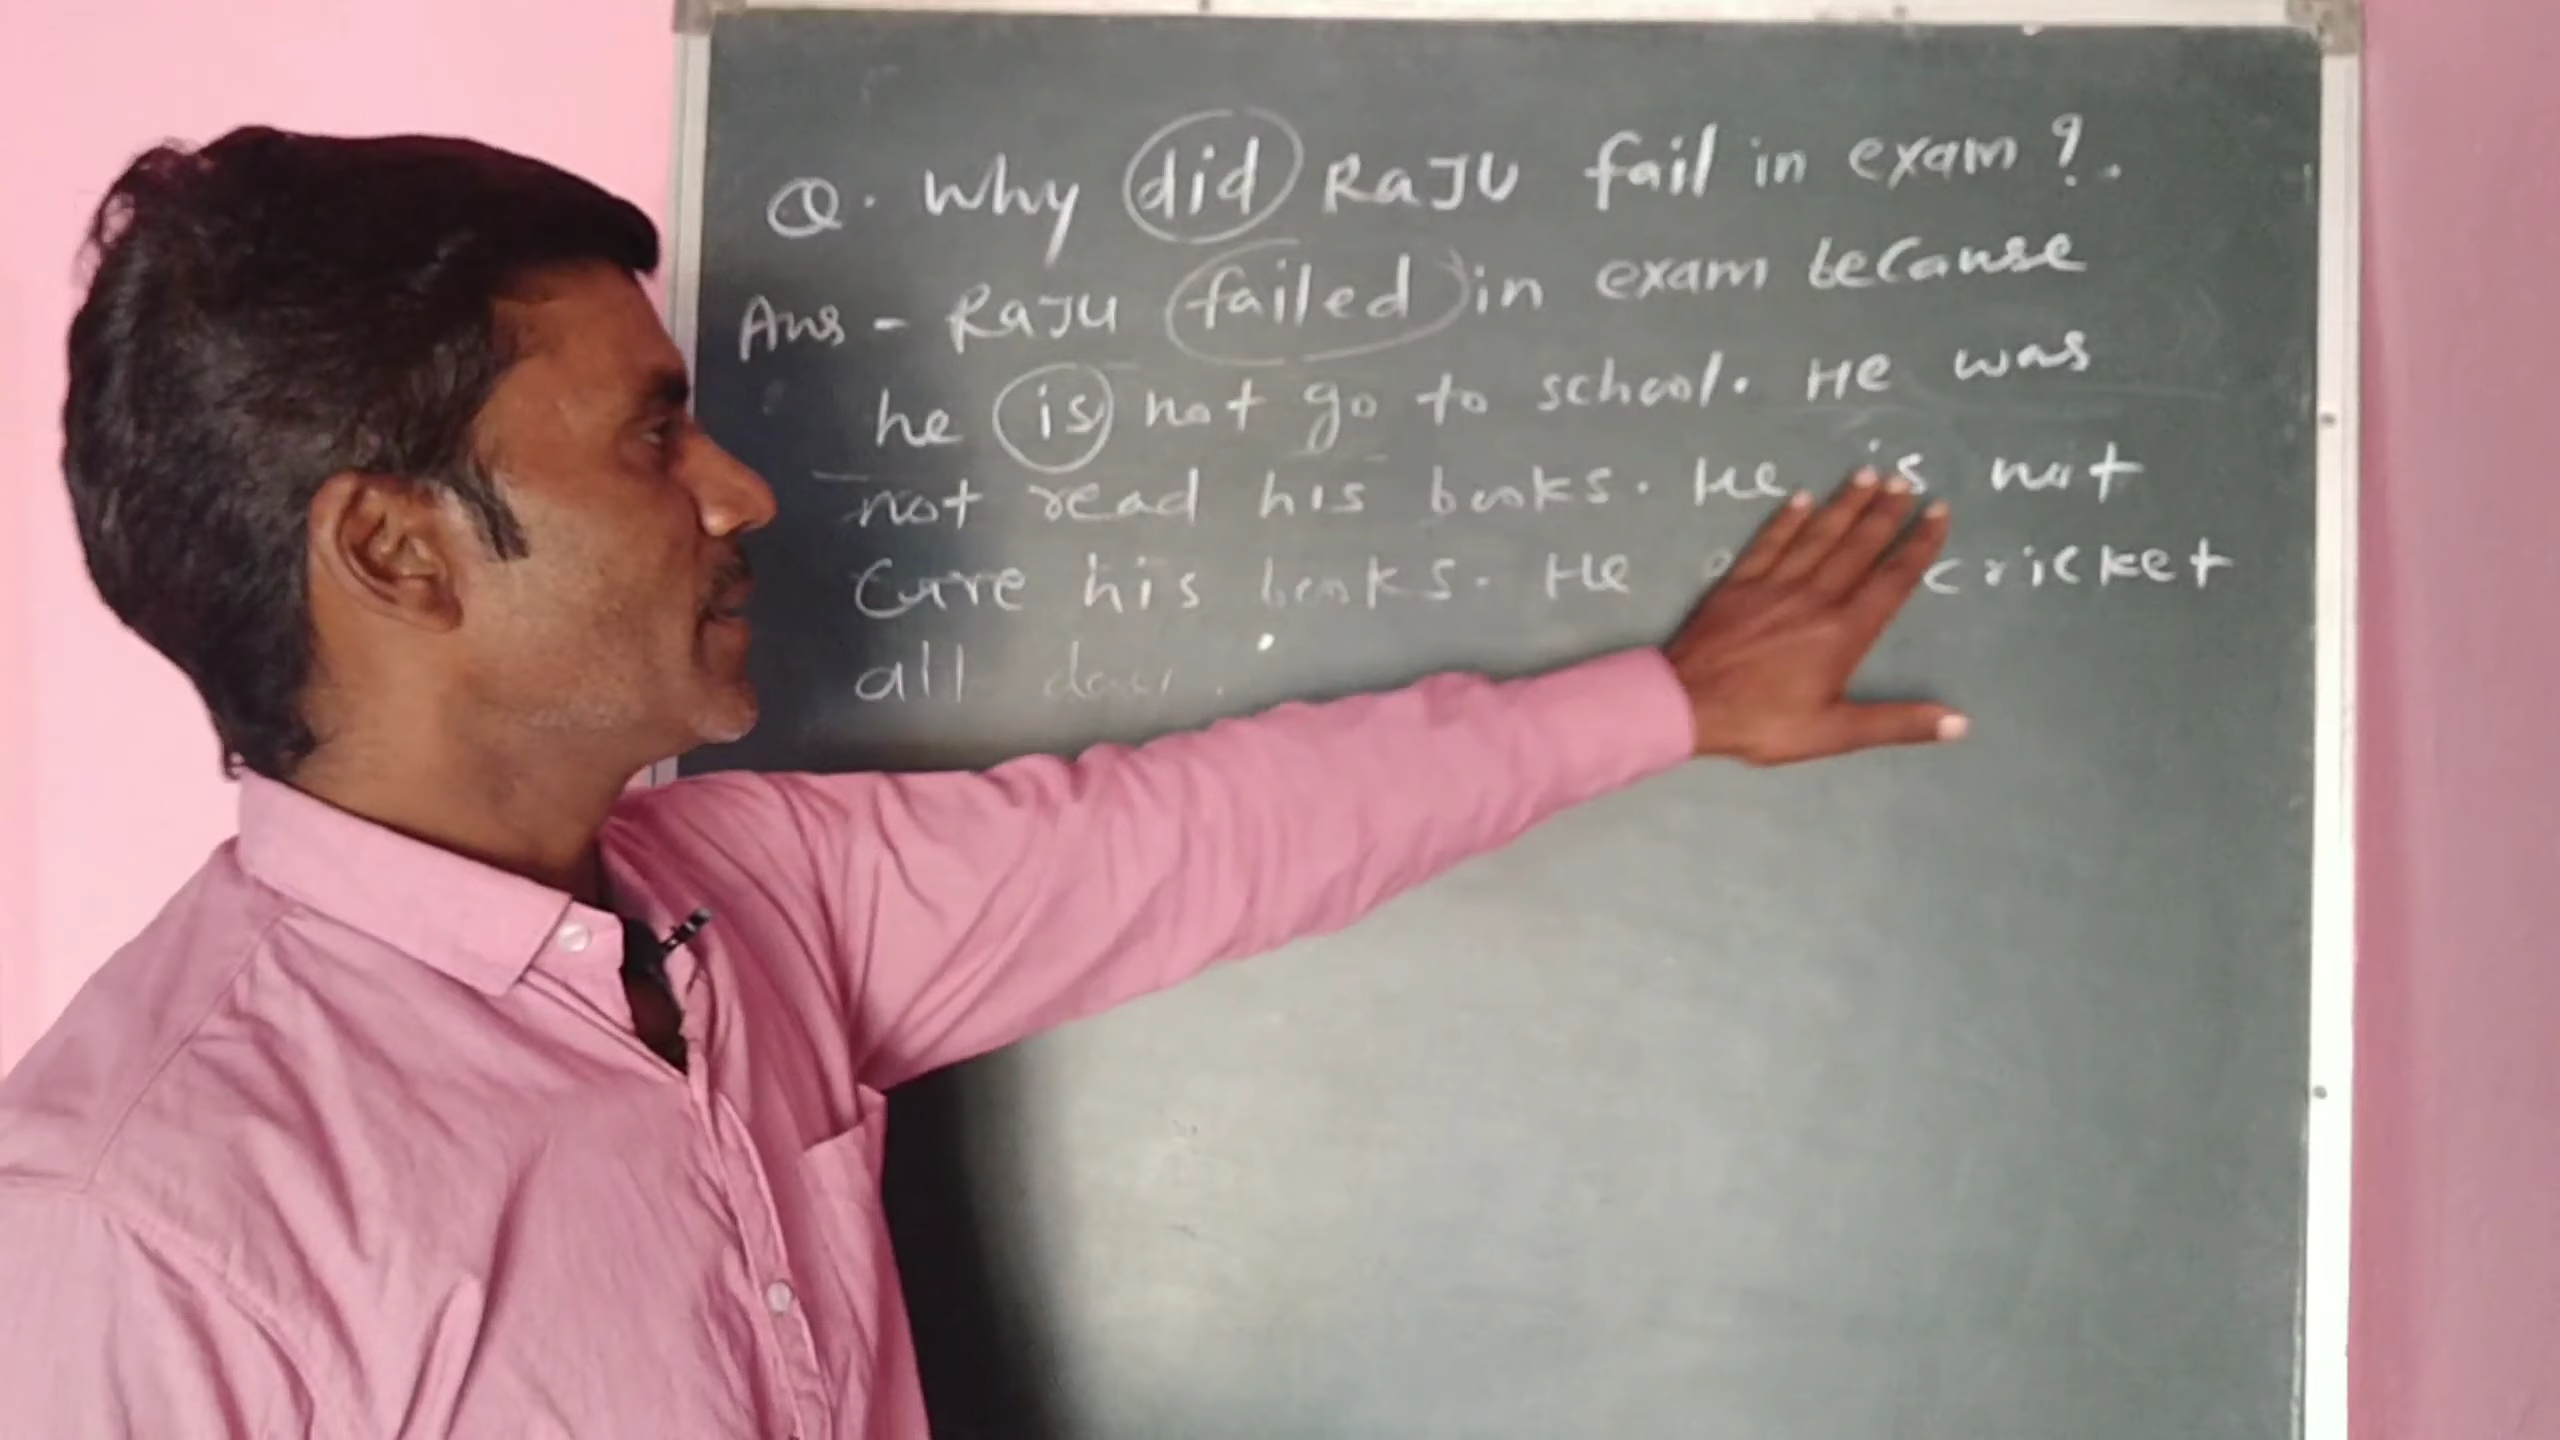 Q. Why did RaJU fail in exam ?.
Ans - RaJU failed in exam because
he is not go to school. He was
not read his books. He is not
Care his books. He cricket
all day.